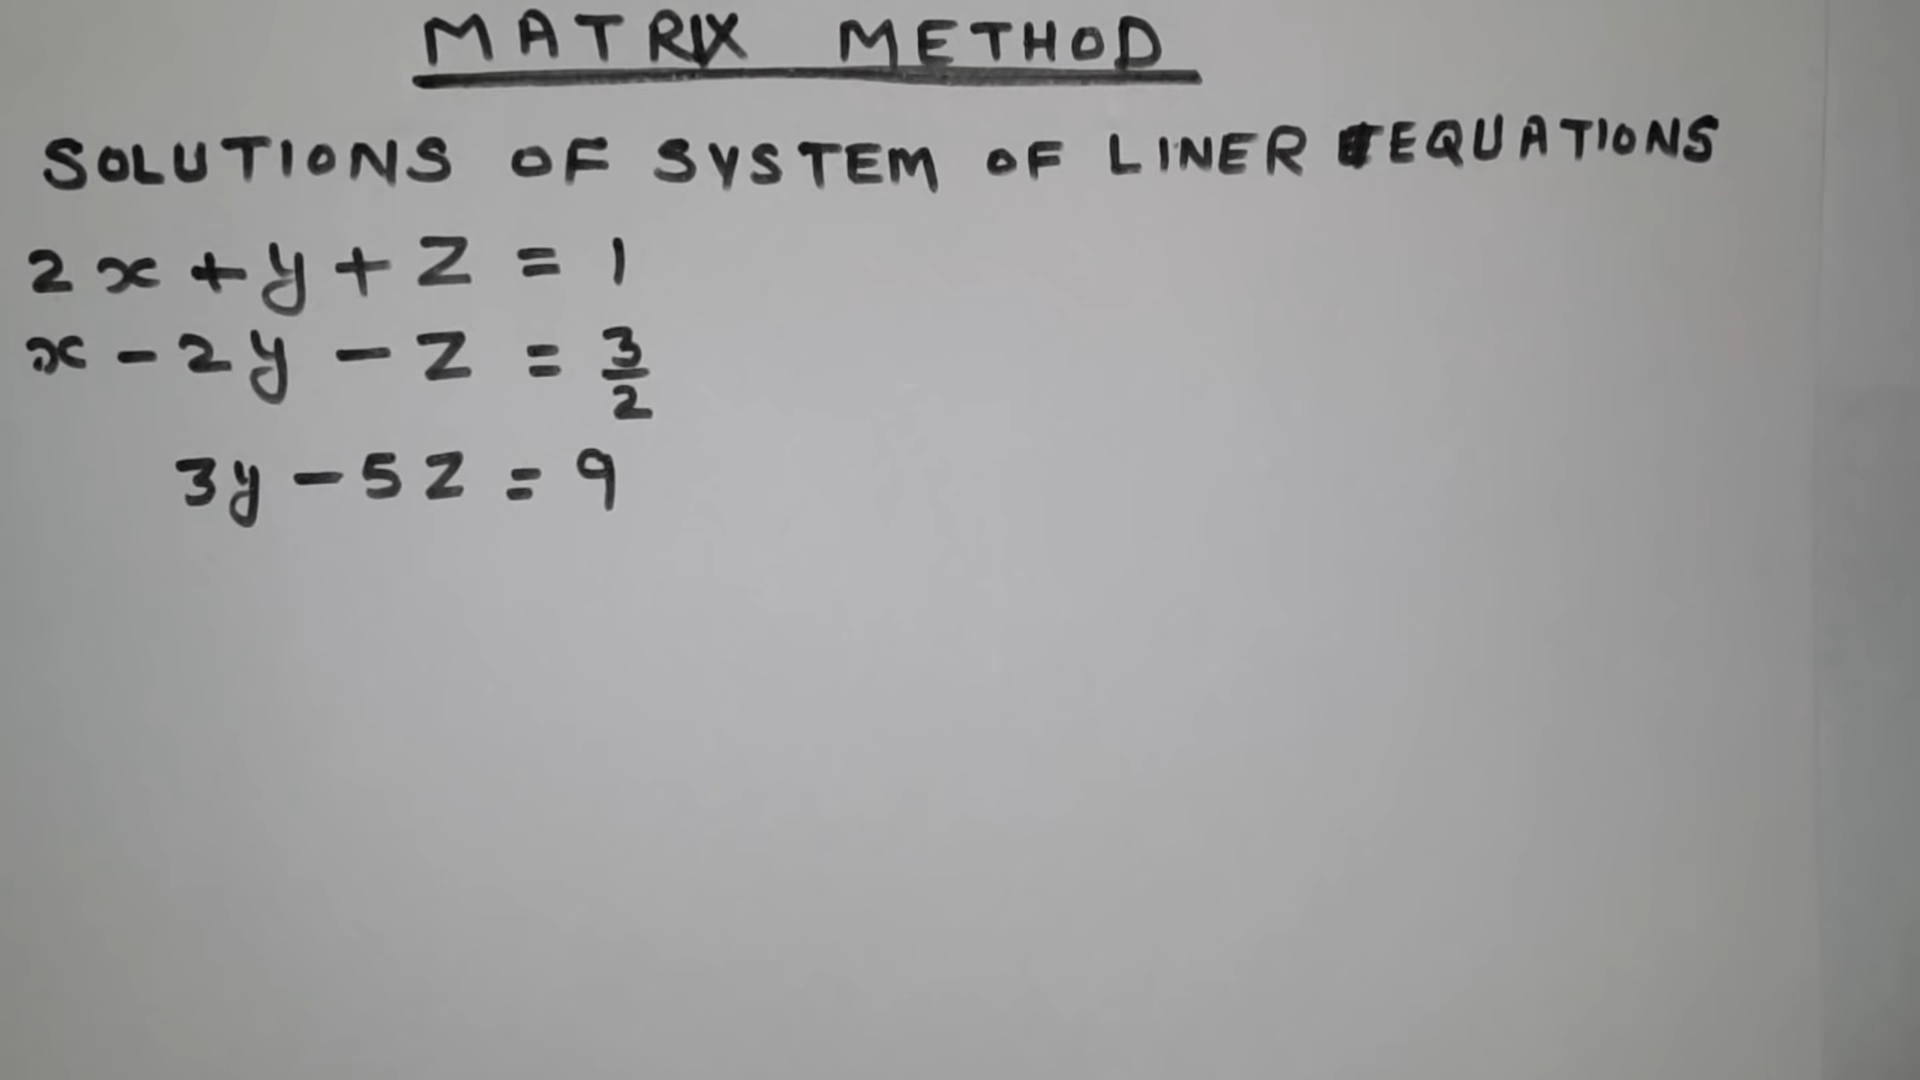 MATRIX METHOD
SOLUTIONS OF SYSTEM OF LINER EQUATIONS
2x + y + z = 1
x - 2y - z = 3/2
3y - 5z = 9